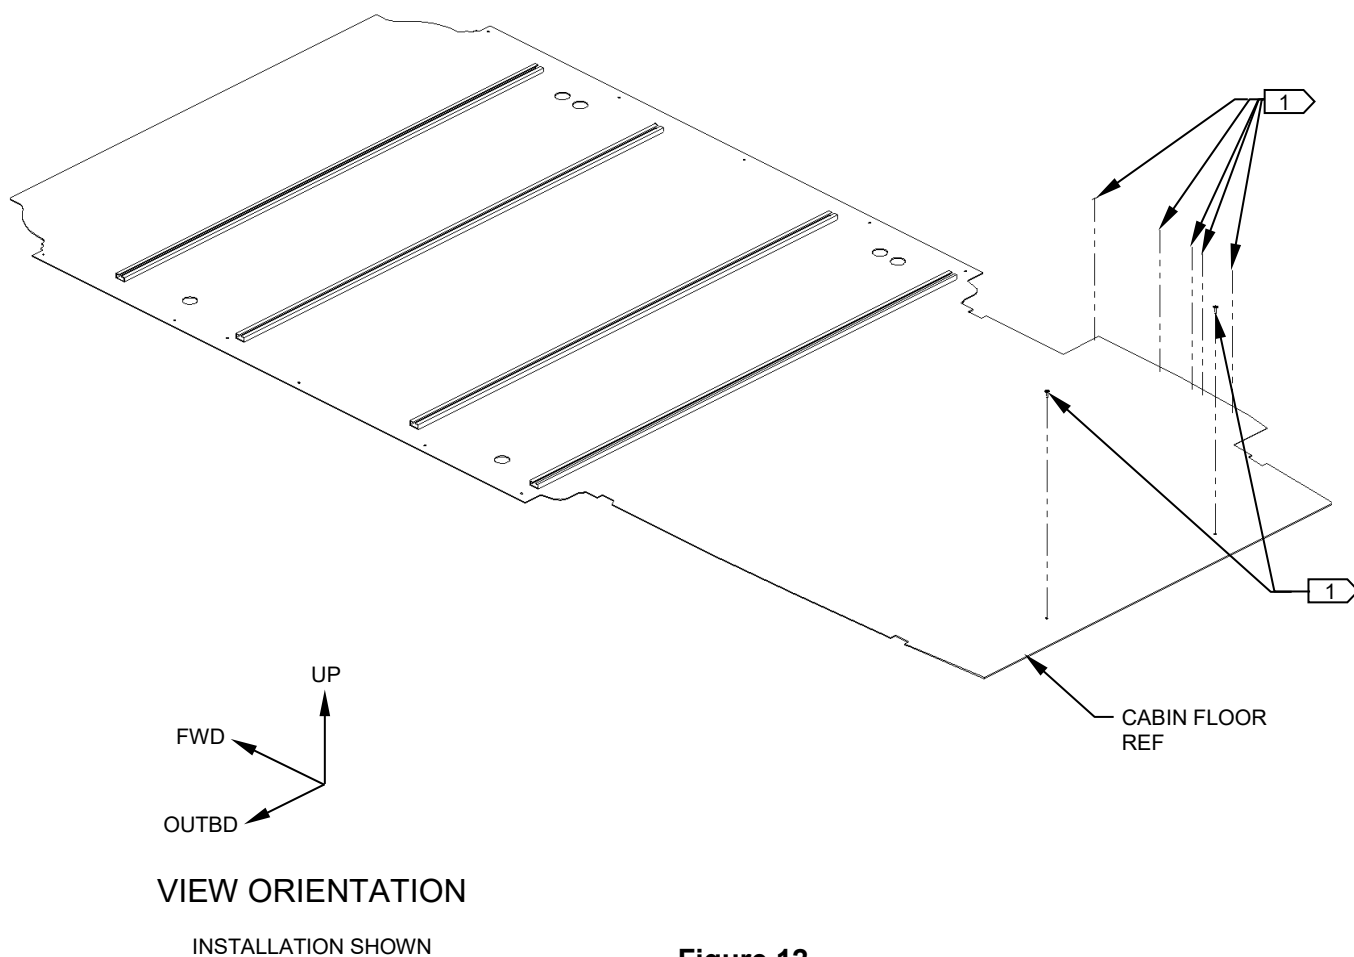 1
1
CABIN FLOOR
REF
UP
FWD
OUTBD
VIEW ORIENTATION
INSTALLATION SHOWN
Figure 12